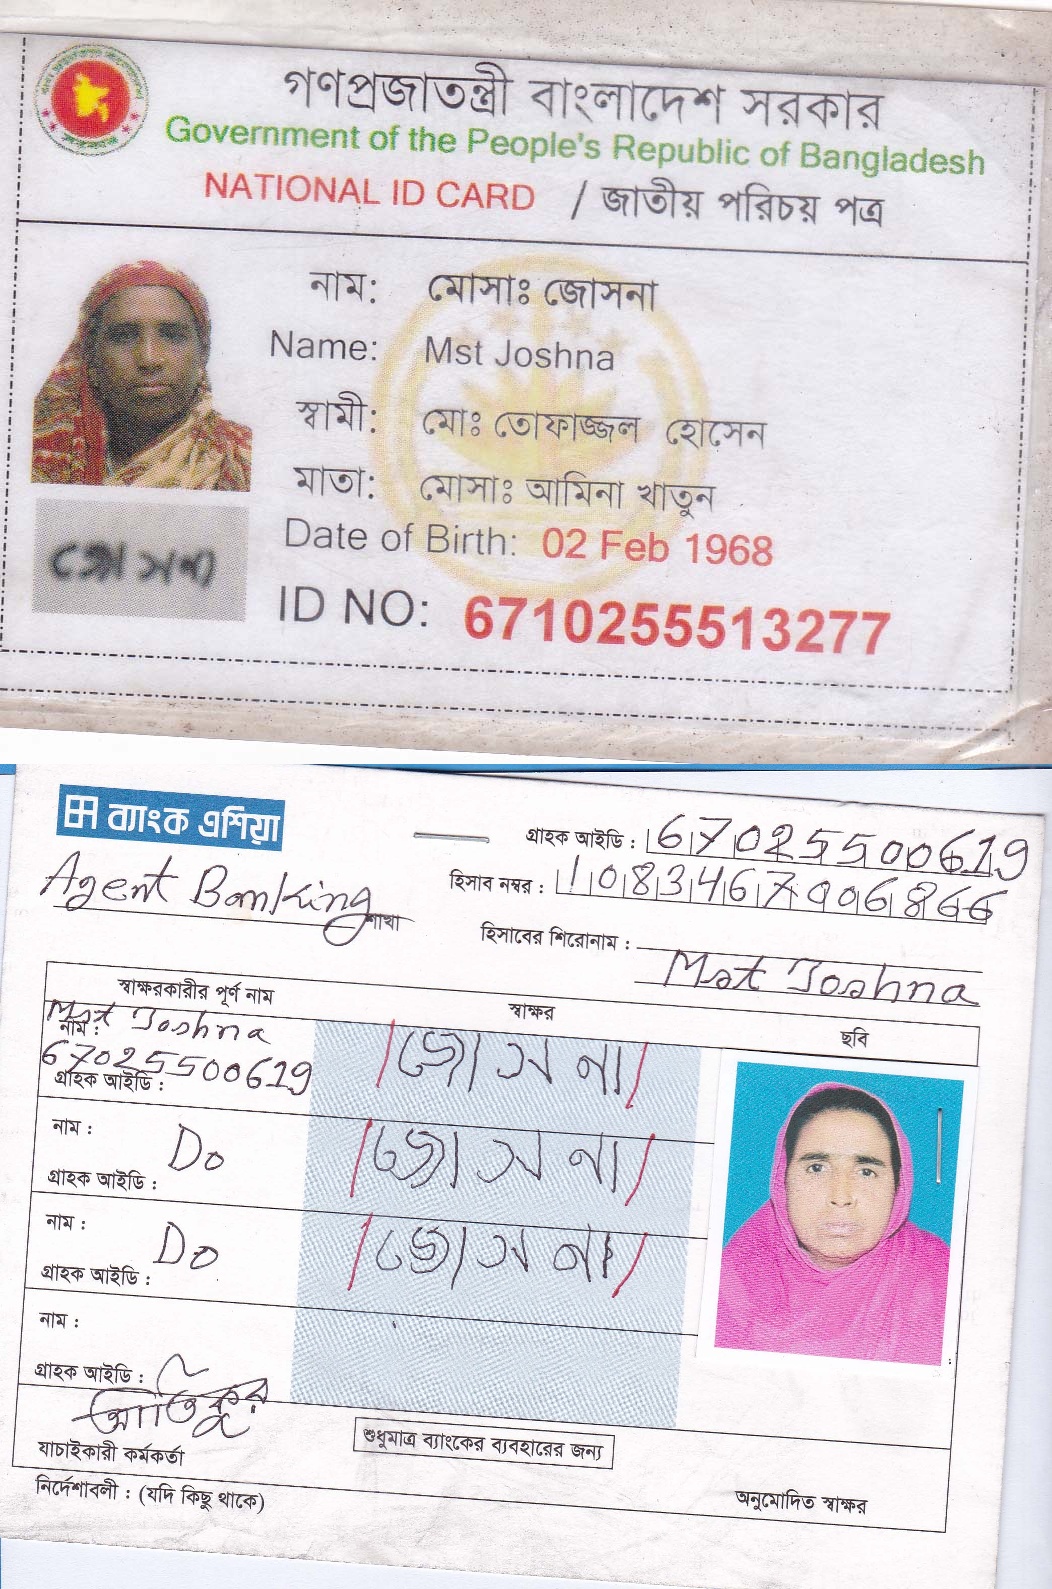 গণপ্রজাতন্ত্রী বাংলাদেশ সরকার
Government of the People's Republic of Bangladesh
NATIONAL ID CARD / জাতীয় পরিচয় পত্র
নাম: মোসাঃ জোসনা
Name: Mst Joshna
স্বামী: মোঃ তোফাজ্জল হোসেন
মাতা: মোসাঃ আমিনা খাতুন
Date of Birth: 02 Feb 1968
জোসনা
ID NO: 6710255513277
ব্যাংক এশিয়া
গ্রাহক আইডি : 67025500619
Agent Banking শাখা
হিসাব নম্বর :
হিসাবের শিরোনাম : Mst Joshna
স্বাক্ষরকারীর পূর্ণ নাম স্বাক্ষর ছবি
নাম : Mst Joshna জোসনা
গ্রাহক আইডি : 67025500619
নাম : Do জোসনা
গ্রাহক আইডি :
নাম : Do জোসনা
গ্রাহক আইডি :
নাম :
গ্রাহক আইডি :
যাচাইকারী কর্মকর্তা
শুধুমাত্র ব্যাংকের ব্যবহারের জন্য
নির্দেশাবলী : (যদি কিছু থাকে)
অনুমোদিত স্বাক্ষর